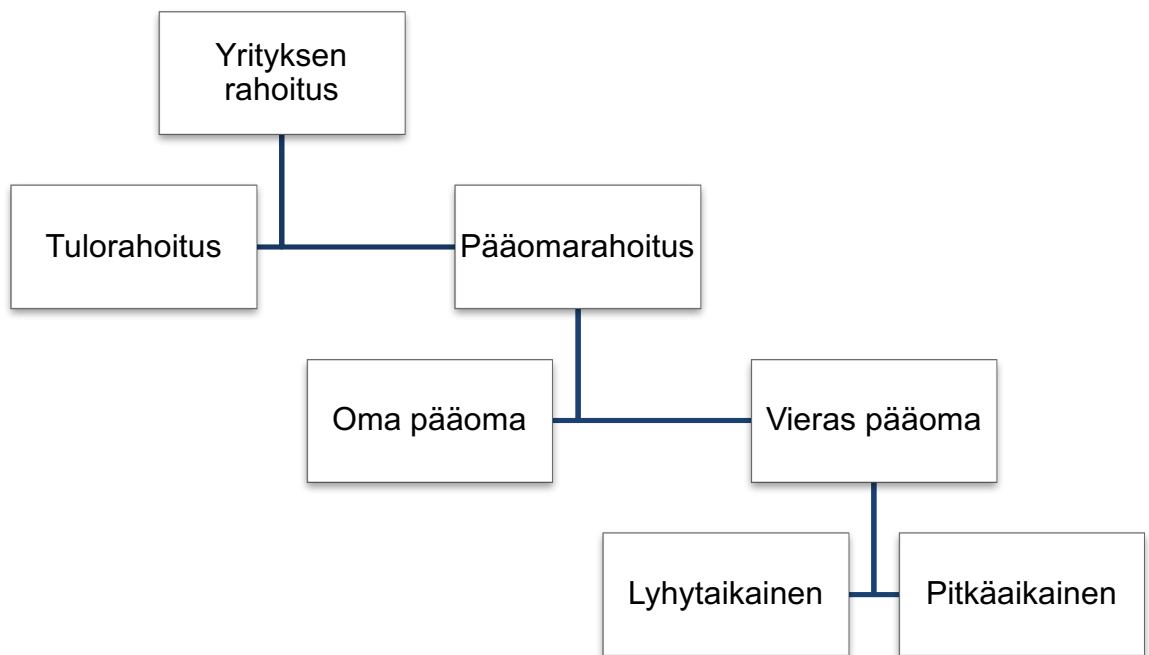 Yrityksen
rahoitus
Tulorahoitus
Pääomarahoitus
Oma pääoma
Vieras pääoma
Lyhytaikainen
Pitkäaikainen